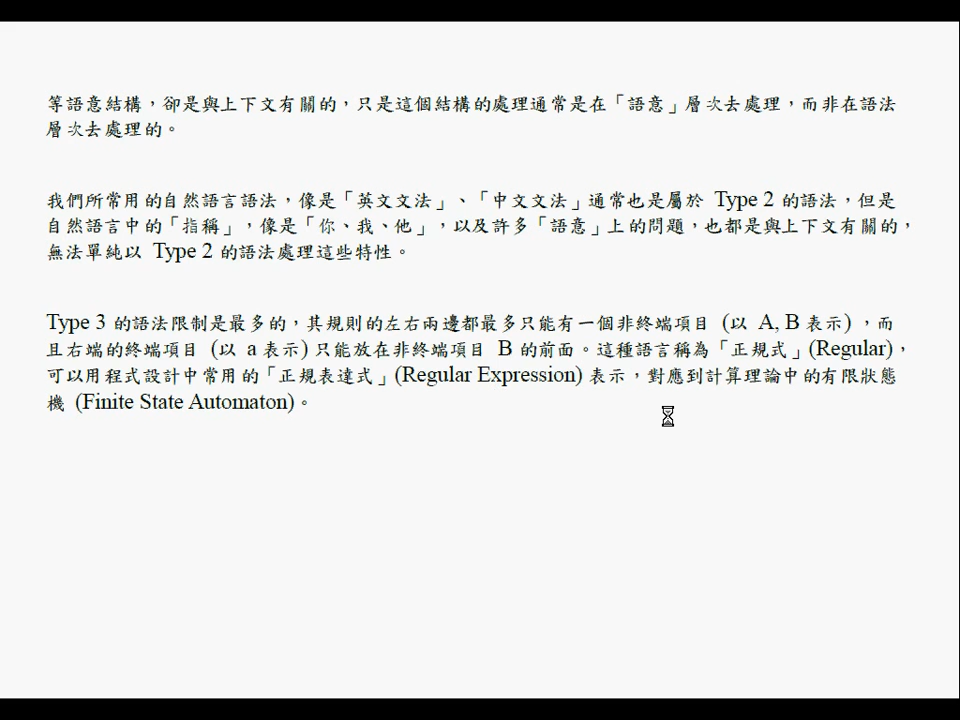 等語意結構，卻是與上下文有關的，只是這個結構的處理通常是在「語意」層次去處理，而非在語法
層次去處理的。
我們所常用的自然語言語法，像是「英文文法」、「中文文法」通常也是屬於 Type 2 的語法，但是
自然語言中的「指稱」，像是「你、我、他」，以及許多「語意」上的問題，也都是與上下文有關的，
無法單純以 Type 2 的語法處理這些特性。
Type 3 的語法限制是最多的，其規則的左右兩邊都最多只能有一個非終端項目 (以 A, B 表示) ，而
且右端的終端項目 (以 a 表示) 只能放在非終端項目 B 的前面。這種語言稱為「正規式」(Regular)，
可以用程式設計中常用的「正規表達式」(Regular Expression) 表示，對應到計算理論中的有限狀態
機 (Finite State Automaton)。